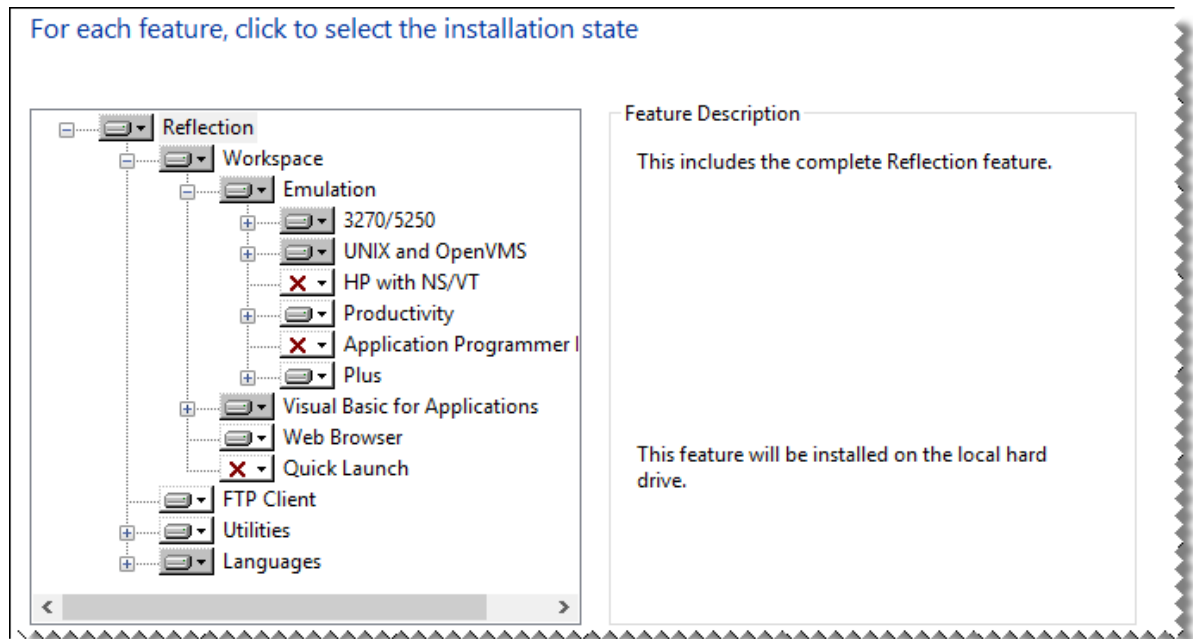 For each feature, click to select the installation state
Reflection
Workspace
Emulation
3270/5250
UNIX and OpenVMS
HP with NS/VT
Productivity
Application Programmer
Plus
Visual Basic for Applications
Web Browser
Quick Launch
FTP Client
Utilities
Languages
Feature Description
This includes the complete Reflection feature.
This feature will be installed on the local hard
drive.